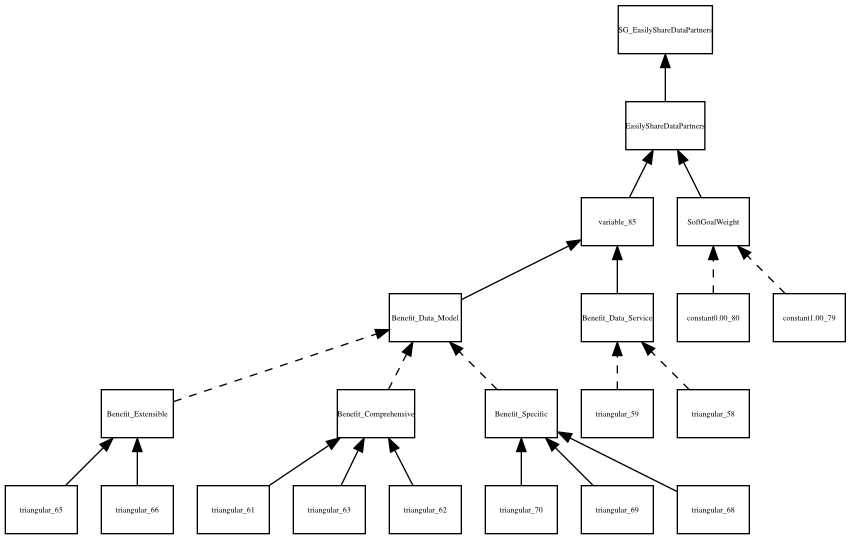 SG_EasilyShareDataPartners
EasilyShareDataPartners
variable_85
SoftGoalWeight
Benefit_Data_Model
Benefit_Data_Service
constant0.00_80
constant1.00_79
Benefit_Extensible
Benefit_Comprehensive
Benefit_Specific
triangular_59
triangular_58
triangular_65
triangular_66
triangular_61
triangular_63
triangular_62
triangular_70
triangular_69
triangular_68